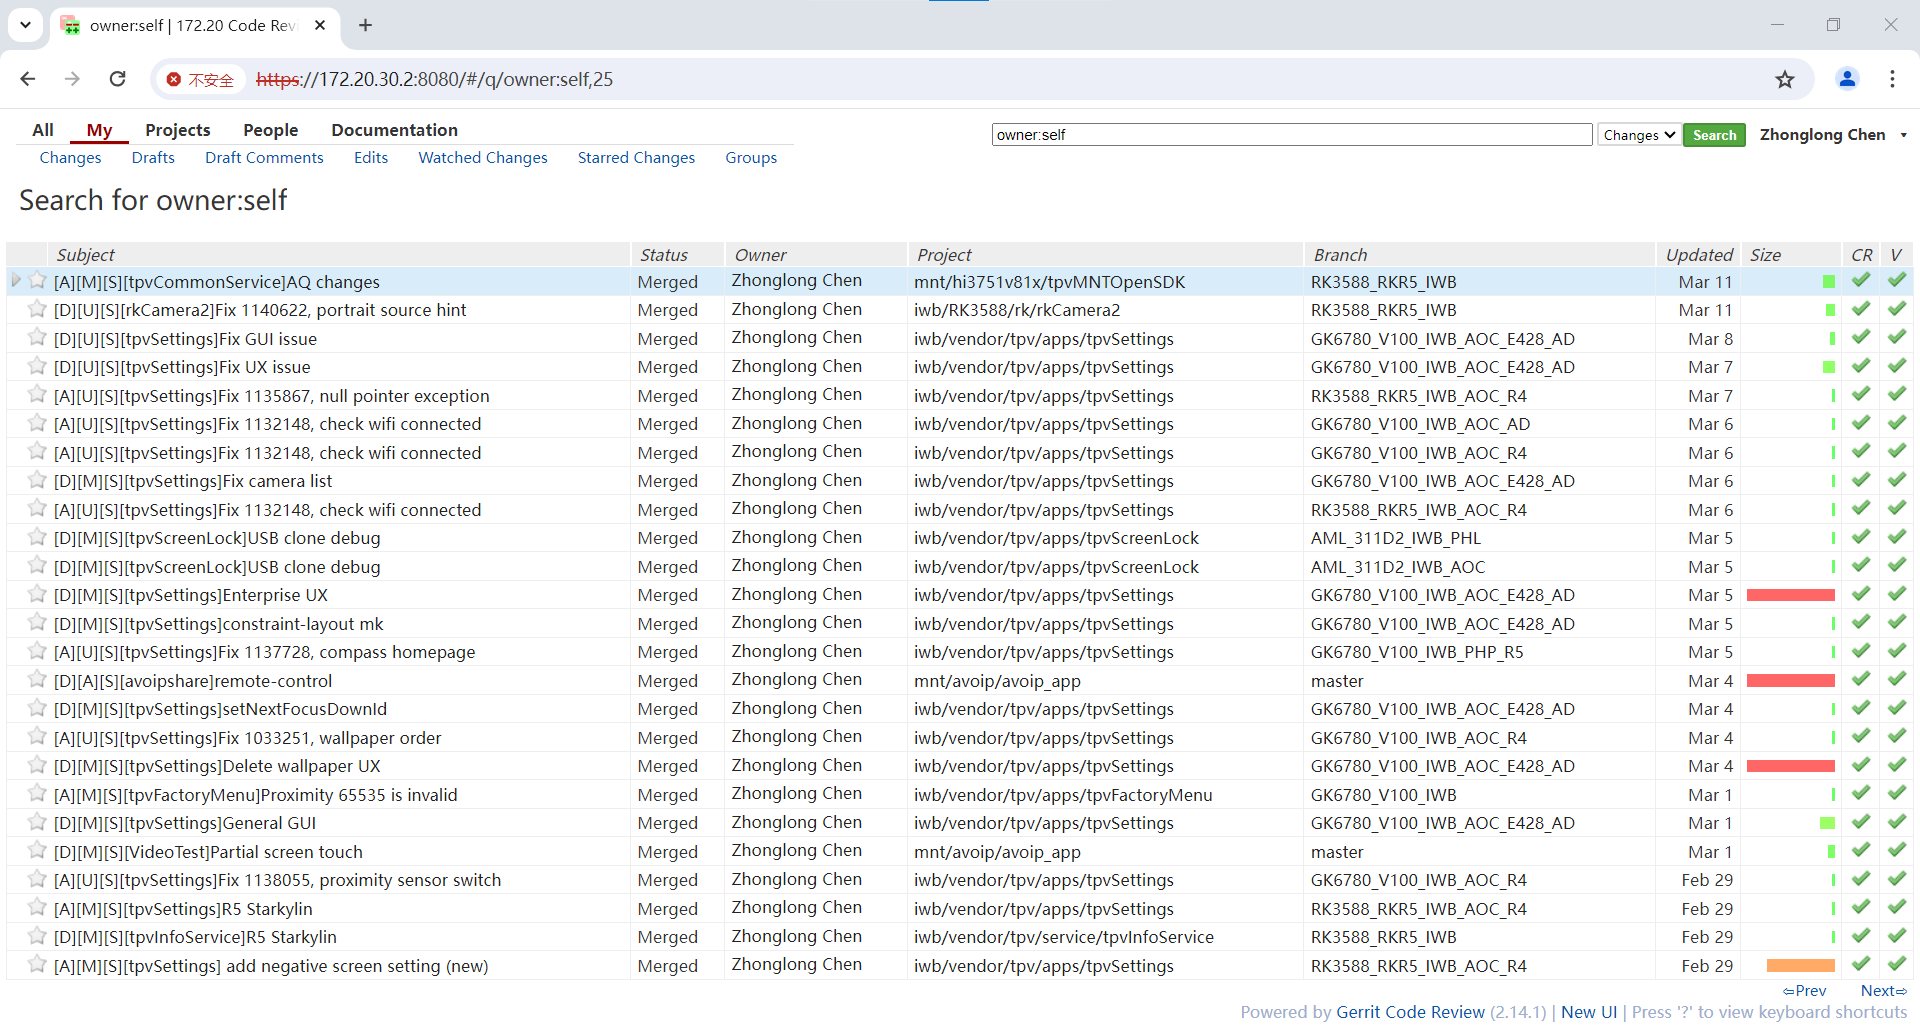 owner:self | 172.20 Code Revi
不安全 https://172.20.30.2:8080/#/q/owner:self,25
All My Projects People Documentation
owner:self Changes Search Zhonglong Chen
Changes Drafts Draft Comments Edits Watched Changes Starred Changes Groups
Search for owner:self
Subject Status Owner Project Branch Updated Size CR V
[A][M][S][tpvCommonService]AQ changes Merged Zhonglong Chen mnt/hi3751v81x/tpvMNTOpenSDK RK3588_RKR5_IWB Mar 11
[D][U][S][rkCamera2]Fix 1140622, portrait source hint Merged Zhonglong Chen iwb/RK3588/rk/rkCamera2 RK3588_RKR5_IWB Mar 11
[D][U][S][tpvSettings]Fix GUI issue Merged Zhonglong Chen iwb/vendor/tpv/apps/tpvSettings GK6780_V100_IWB_AOC_E428_AD Mar 8
[D][U][S][tpvSettings]Fix UX issue Merged Zhonglong Chen iwb/vendor/tpv/apps/tpvSettings GK6780_V100_IWB_AOC_E428_AD Mar 7
[A][U][S][tpvSettings]Fix 1135867, null pointer exception Merged Zhonglong Chen iwb/vendor/tpv/apps/tpvSettings RK3588_RKR5_IWB_AOC_R4 Mar 7
[A][U][S][tpvSettings]Fix 1132148, check wifi connected Merged Zhonglong Chen iwb/vendor/tpv/apps/tpvSettings GK6780_V100_IWB_AOC_AD Mar 6
[A][U][S][tpvSettings]Fix 1132148, check wifi connected Merged Zhonglong Chen iwb/vendor/tpv/apps/tpvSettings GK6780_V100_IWB_AOC_R4 Mar 6
[D][M][S][tpvSettings]Fix camera list Merged Zhonglong Chen iwb/vendor/tpv/apps/tpvSettings GK6780_V100_IWB_AOC_E428_AD Mar 6
[A][U][S][tpvSettings]Fix 1132148, check wifi connected Merged Zhonglong Chen iwb/vendor/tpv/apps/tpvSettings RK3588_RKR5_IWB_AOC_R4 Mar 6
[D][M][S][tpvScreenLock]USB clone debug Merged Zhonglong Chen iwb/vendor/tpv/apps/tpvScreenLock AML_311D2_IWB_PHL Mar 5
[D][M][S][tpvScreenLock]USB clone debug Merged Zhonglong Chen iwb/vendor/tpv/apps/tpvScreenLock AML_311D2_IWB_AOC Mar 5
[D][M][S][tpvSettings]Enterprise UX Merged Zhonglong Chen iwb/vendor/tpv/apps/tpvSettings GK6780_V100_IWB_AOC_E428_AD Mar 5
[D][M][S][tpvSettings]constraint-layout mk Merged Zhonglong Chen iwb/vendor/tpv/apps/tpvSettings GK6780_V100_IWB_AOC_E428_AD Mar 5
[A][U][S][tpvSettings]Fix 1137728, compass homepage Merged Zhonglong Chen iwb/vendor/tpv/apps/tpvSettings GK6780_V100_IWB_PHP_R5 Mar 5
[D][A][S][avoipshare]remote-control Merged Zhonglong Chen mnt/avoip/avoip_app master Mar 4
[D][M][S][tpvSettings]setNextFocusDownId Merged Zhonglong Chen iwb/vendor/tpv/apps/tpvSettings GK6780_V100_IWB_AOC_E428_AD Mar 4
[A][U][S][tpvSettings]Fix 1033251, wallpaper order Merged Zhonglong Chen iwb/vendor/tpv/apps/tpvSettings GK6780_V100_IWB_AOC_R4 Mar 4
[D][M][S][tpvSettings]Delete wallpaper UX Merged Zhonglong Chen iwb/vendor/tpv/apps/tpvSettings GK6780_V100_IWB_AOC_E428_AD Mar 4
[A][M][S][tpvFactoryMenu]Proximity 65535 is invalid Merged Zhonglong Chen iwb/vendor/tpv/apps/tpvFactoryMenu GK6780_V100_IWB Mar 1
[D][M][S][tpvSettings]General GUI Merged Zhonglong Chen iwb/vendor/tpv/apps/tpvSettings GK6780_V100_IWB_AOC_E428_AD Mar 1
[D][M][S][VideoTest]Partial screen touch Merged Zhonglong Chen mnt/avoip/avoip_app master Mar 1
[A][U][S][tpvSettings]Fix 1138055, proximity sensor switch Merged Zhonglong Chen iwb/vendor/tpv/apps/tpvSettings GK6780_V100_IWB_AOC_R4 Feb 29
[A][M][S][tpvSettings]R5 Starkylin Merged Zhonglong Chen iwb/vendor/tpv/apps/tpvSettings RK3588_RKR5_IWB_AOC_R4 Feb 29
[D][M][S][tpvInfoService]R5 Starkylin Merged Zhonglong Chen iwb/vendor/tpv/service/tpvInfoService RK3588_RKR5_IWB Feb 29
[A][M][S][tpvSettings] add negative screen setting (new) Merged Zhonglong Chen iwb/vendor/tpv/apps/tpvSettings RK3588_RKR5_IWB_AOC_R4 Feb 29
⇦Prev Next⇨
Powered by Gerrit Code Review (2.14.1) | New UI | Press '?' to view keyboard shortcuts